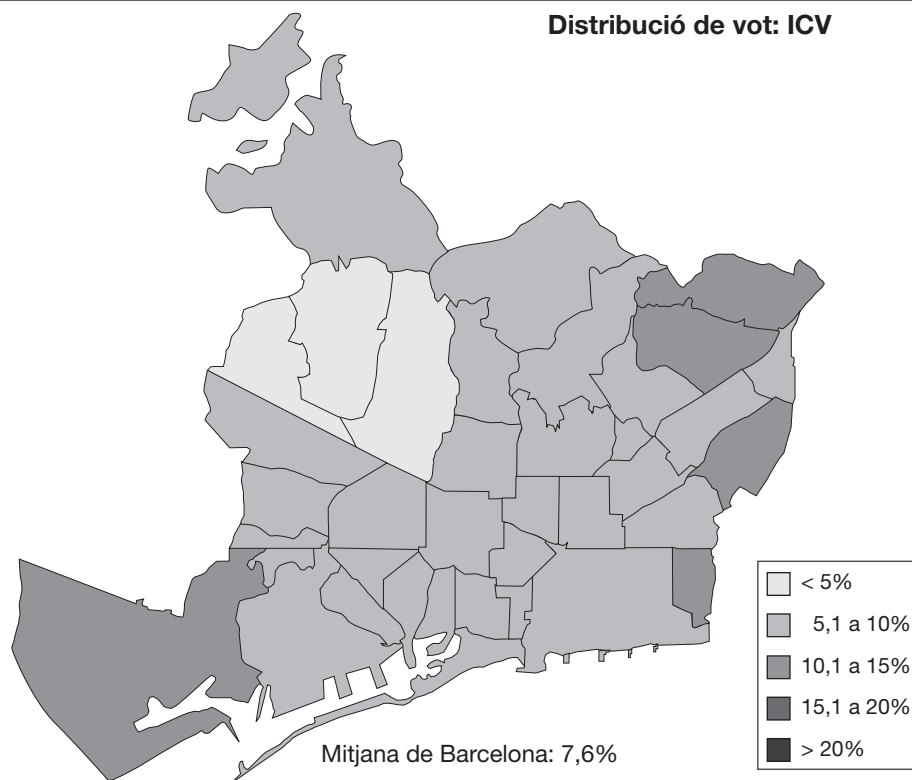 Distribució de vot: ICV
< 5%
5,1 a 10%
10,1 a 15%
15,1 a 20%
> 20%
Mitjana de Barcelona: 7,6%